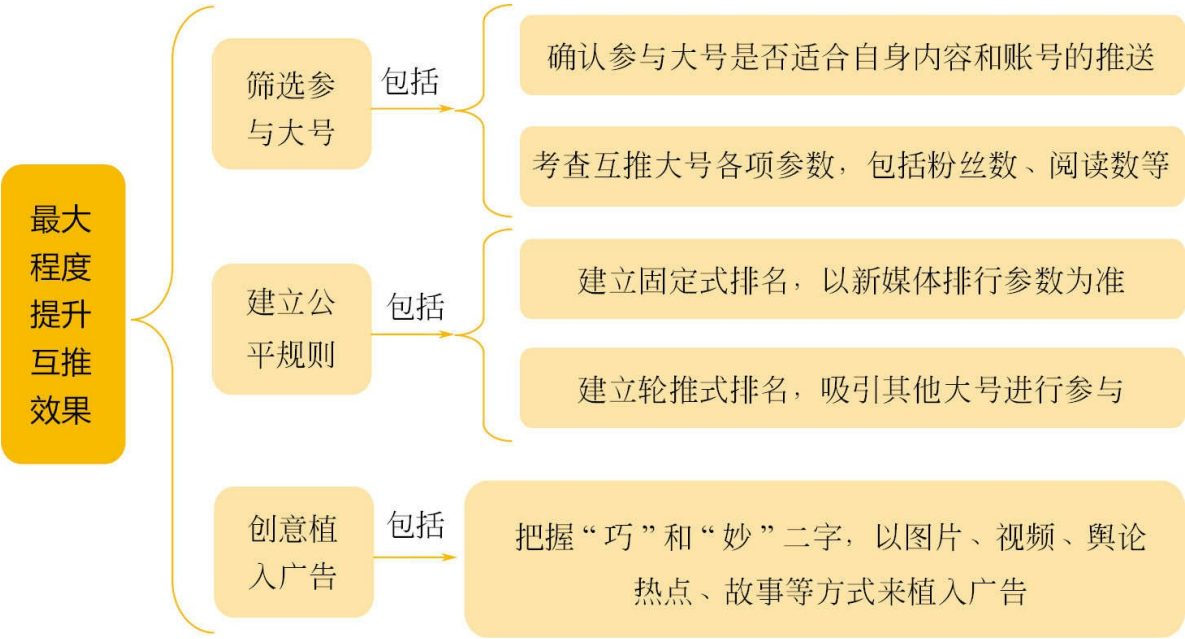 最大
程度
提升
互推
效果
筛选参
与大号
包括
确认参与大号是否适合自身内容和账号的推送
考查互推大号各项参数，包括粉丝数、阅读数等
建立公
平规则
包括
建立固定式排名，以新媒体排行参数为准
建立轮推式排名，吸引其他大号进行参与
创意植
入广告
包括
把握“巧”和“妙”二字，以图片、视频、舆论
热点、故事等方式来植入广告